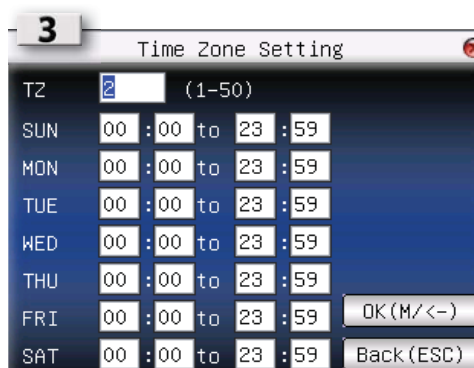 3
Time Zone Setting
TZ 2 (1-50)
SUN 00 : 00 to 23 : 59
MON 00 : 00 to 23 : 59
TUE 00 : 00 to 23 : 59
WED 00 : 00 to 23 : 59
THU 00 : 00 to 23 : 59
FRI 00 : 00 to 23 : 59 OK(M/<-)
SAT 00 : 00 to 23 : 59 Back(ESC)